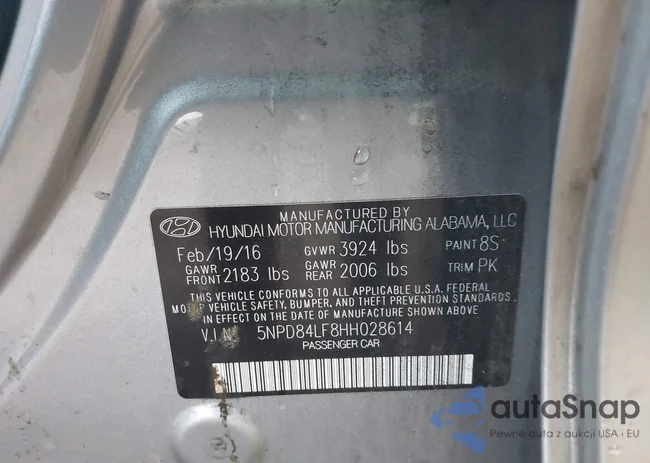 MANUFACTURED BY
HYUNDAI MOTOR MANUFACTURING ALABAMA, LLC
Feb/19/16 GVWR 3924 lbs PAINT 8S
GAWR FRONT 2183 lbs GAWR REAR 2006 lbs TRIM PK
THIS VEHICLE CONFORMS TO ALL APPLICABLE U.S.A. FEDERAL
MOTOR VEHICLE SAFETY, BUMPER, AND THEFT PREVENTION STANDARDS
IN EFFECT ON THE DATE OF MANUFACTURE SHOWN ABOVE
V.I.N 5NPD84LF8HH028614
PASSENGER CAR
autoSnap
Pewne auta z aukcji USA i EU